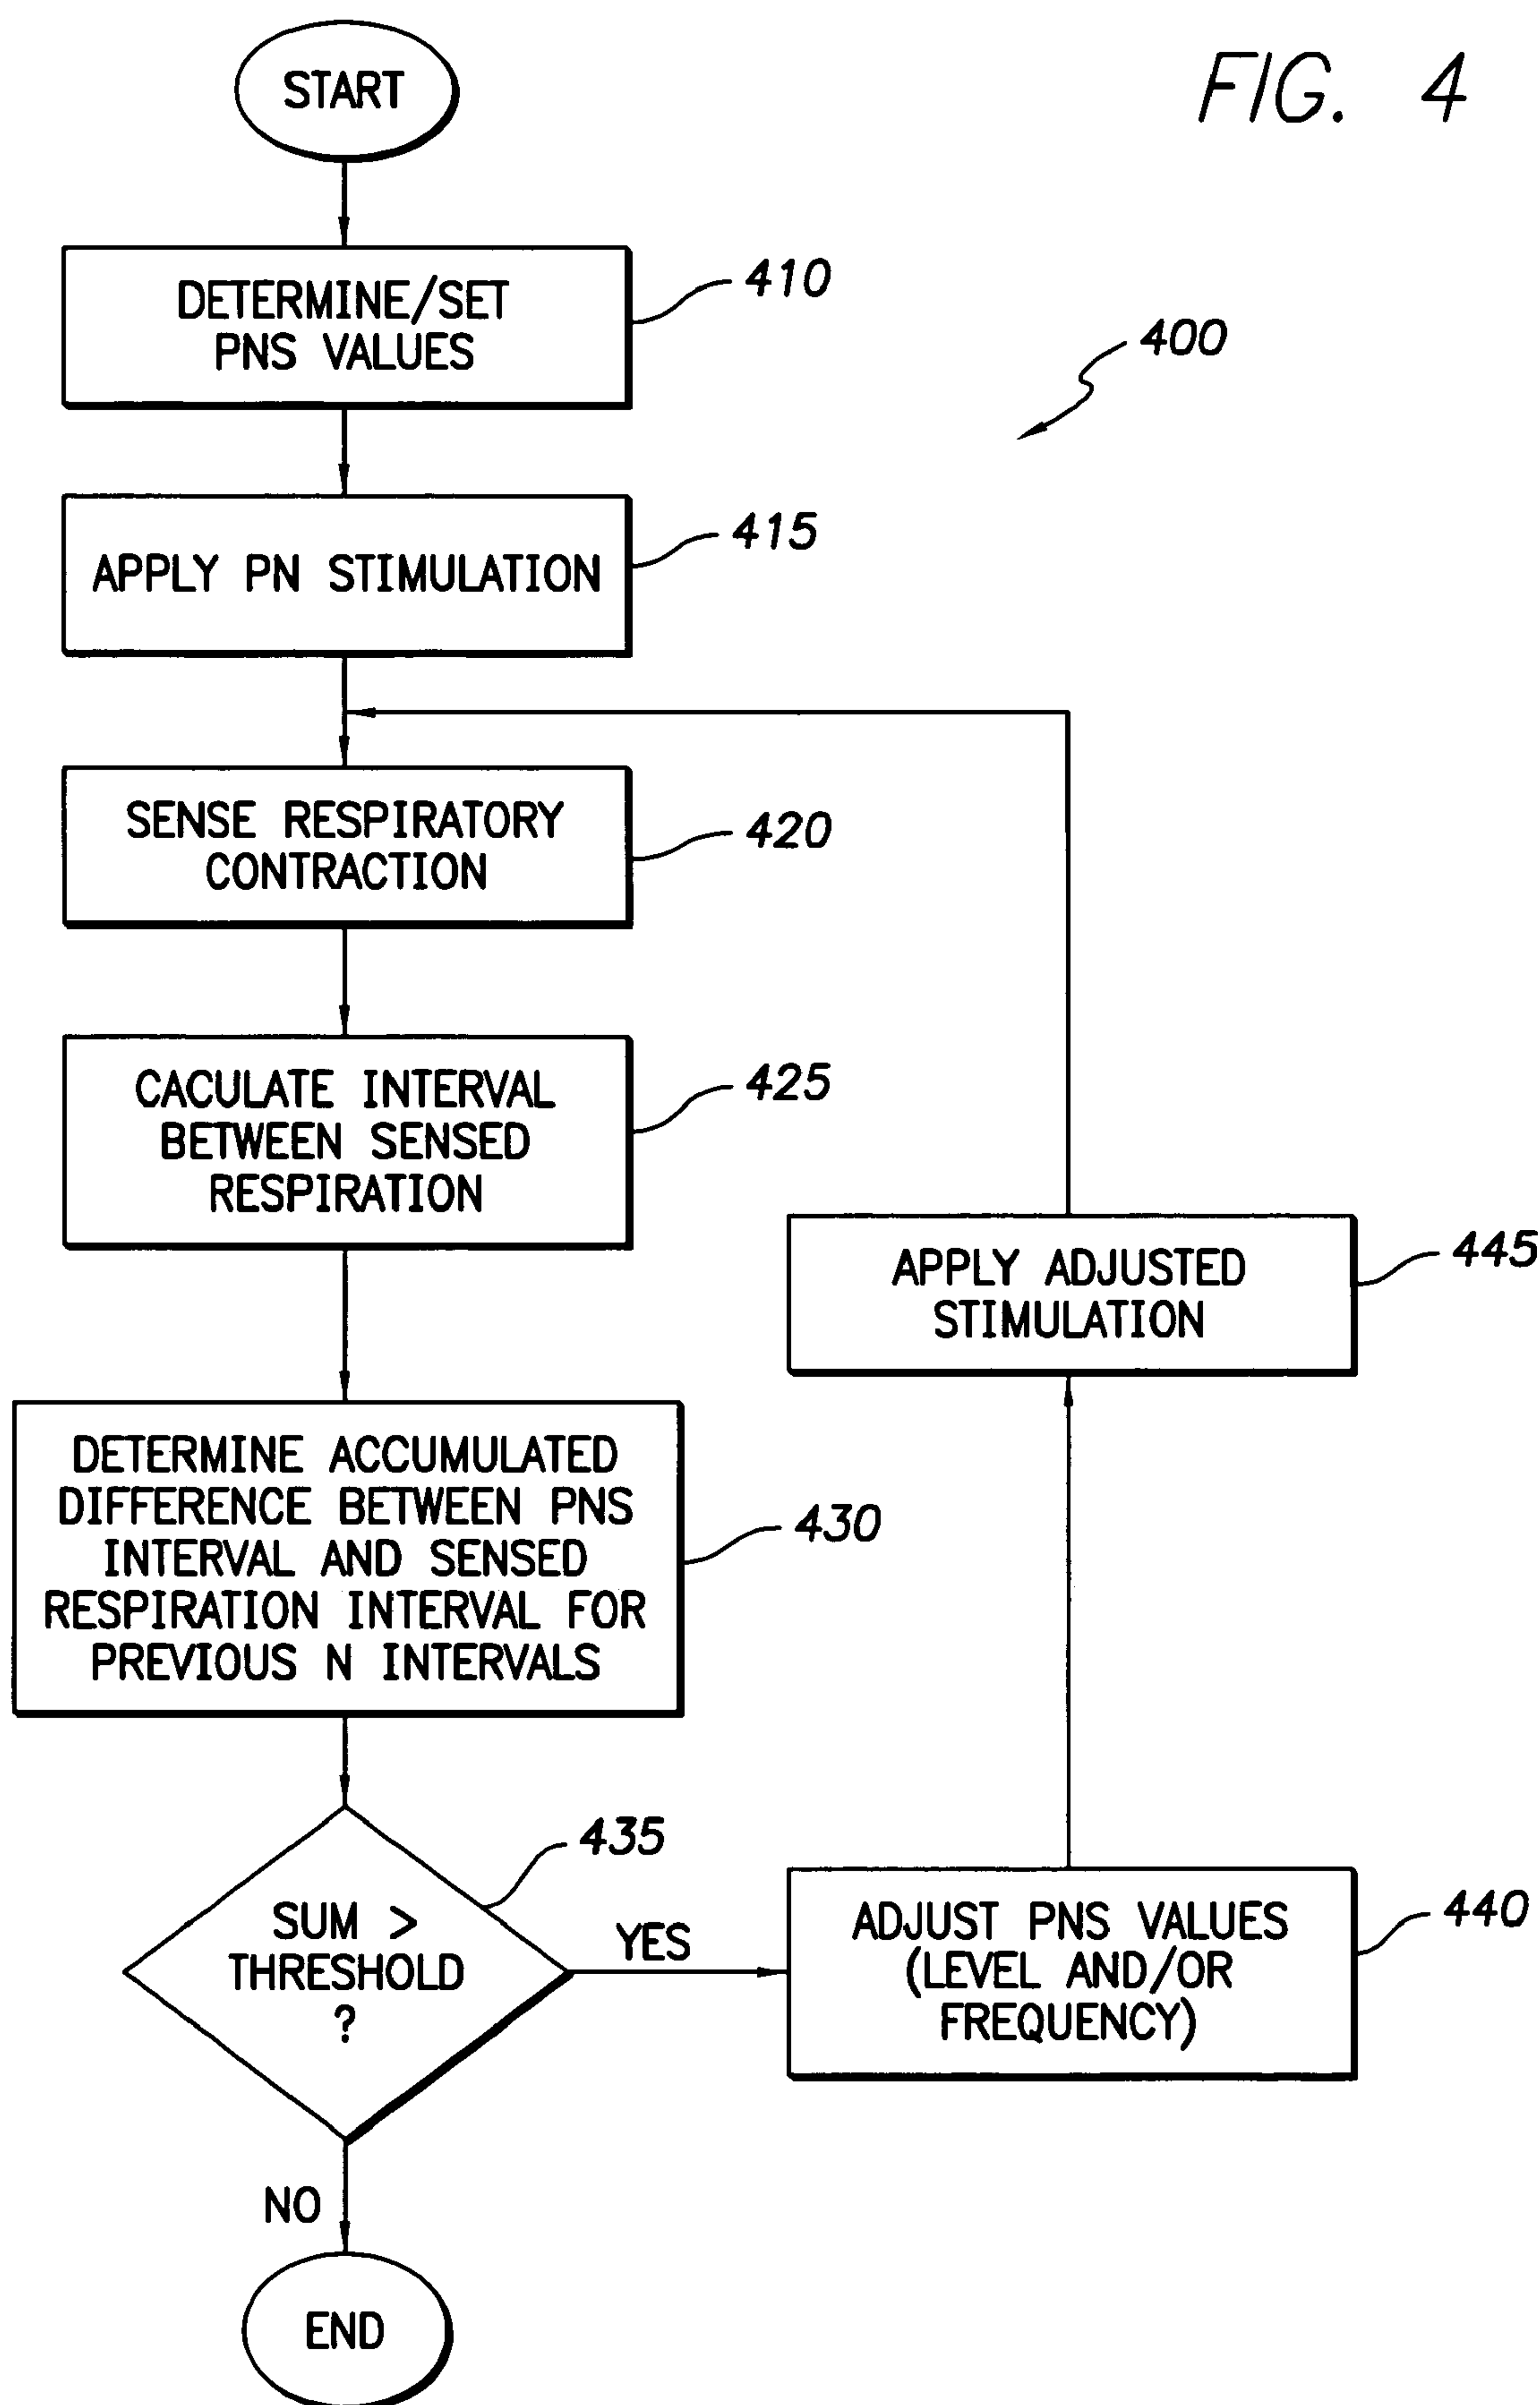 FIG. 4
START
DETERMINE/SET
PNS VALUES
410
400
APPLY PN STIMULATION
415
SENSE RESPIRATORY
CONTRACTION
420
CACULATE INTERVAL
BETWEEN SENSED
RESPIRATION
425
DETERMINE ACCUMULATED
DIFFERENCE BETWEEN PNS
INTERVAL AND SENSED
RESPIRATION INTERVAL FOR
PREVIOUS N INTERVALS
430
SUM >
THRESHOLD
?
435
YES
ADJUST PNS VALUES
(LEVEL AND/OR
FREQUENCY)
440
APPLY ADJUSTED
STIMULATION
445
NO
END